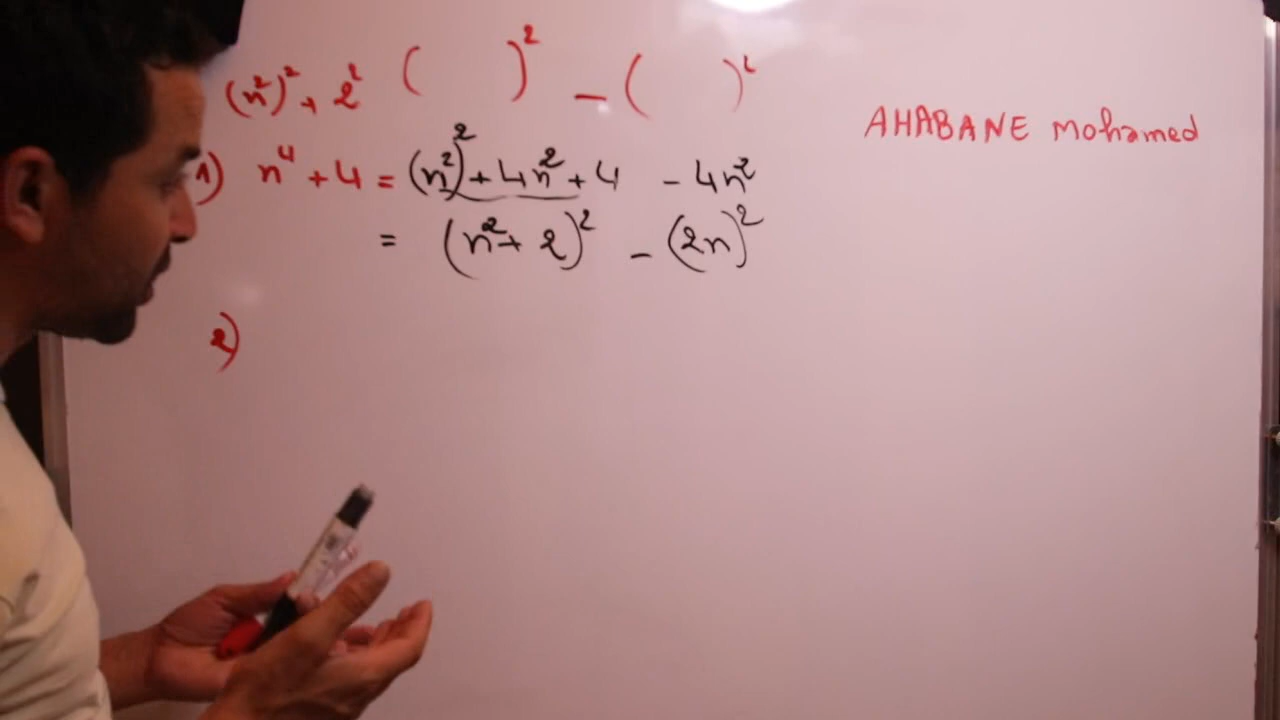 (n²)² + 2² (   )² − (   )²
AHABANE Mohamed
1) n⁴ + 4 = (n²)² + 4n² + 4 − 4n²
= (n² + 2)² − (2n)²
2)